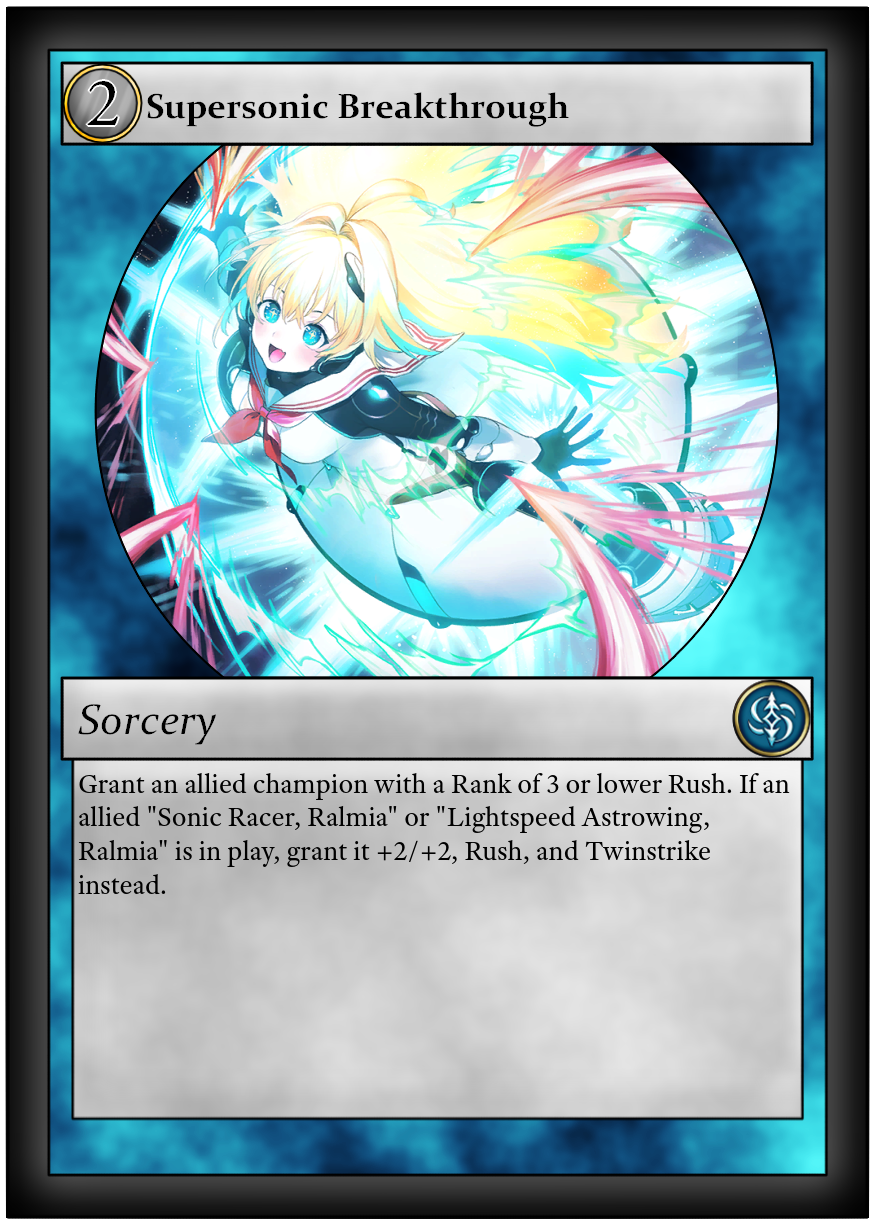 2 Supersonic Breakthrough
Sorcery
Grant an allied champion with a Rank of 3 or lower Rush. If an
allied "Sonic Racer, Ralmia" or "Lightspeed Astrowing,
Ralmia" is in play, grant it +2/+2, Rush, and Twinstrike
instead.